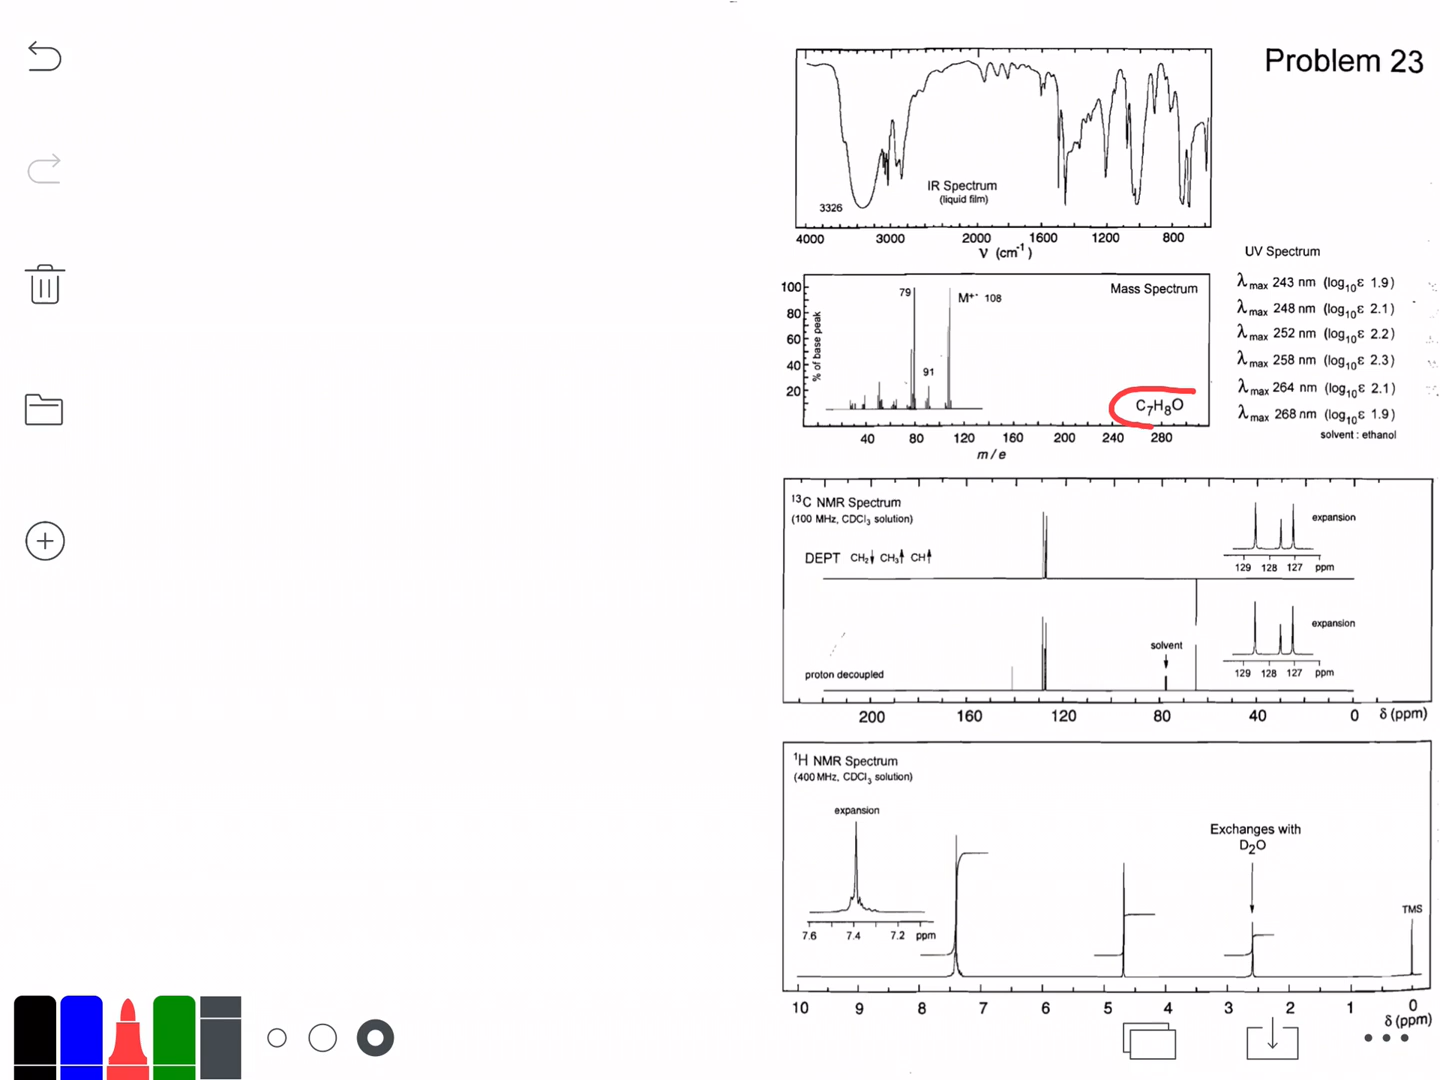 Problem 23
3326
IR Spectrum
(liquid film)
4000 3000 2000 1600 1200 800
ν (cm-1)
UV Spectrum
λmax 243 nm (log10ε 1.9)
λmax 248 nm (log10ε 2.1)
λmax 252 nm (log10ε 2.2)
λmax 258 nm (log10ε 2.3)
λmax 264 nm (log10ε 2.1)
λmax 268 nm (log10ε 1.9)
solvent : ethanol
Mass Spectrum
100
80
60
40
20
% of base peak
79
M+· 108
91
C7H8O
40 80 120 160 200 240 280
m / e
13C NMR Spectrum
(100 MHz, CDCl3 solution)
DEPT CH2↓ CH3↑ CH↑
expansion
129 128 127 ppm
expansion
129 128 127 ppm
solvent
proton decoupled
200 160 120 80 40 0 δ (ppm)
1H NMR Spectrum
(400 MHz, CDCl3 solution)
expansion
7.6 7.4 7.2 ppm
Exchanges with
D2O
TMS
10 9 8 7 6 5 4 3 2 1 0
δ (ppm)